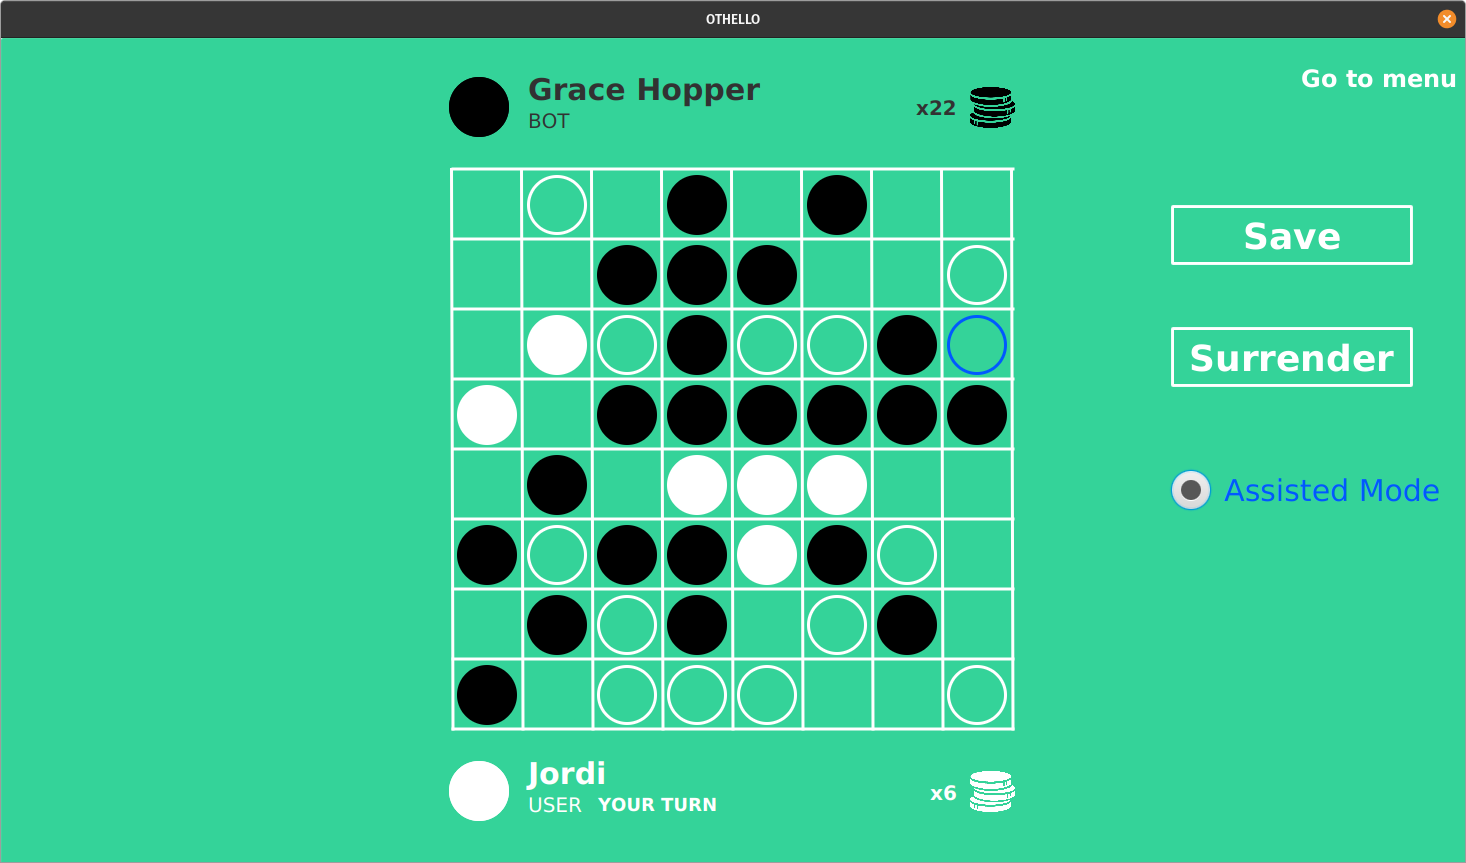 OTHELLO
Go to menu
Grace Hopper
BOT
x22
Save
Surrender
Assisted Mode
Jordi
USER YOUR TURN
x6